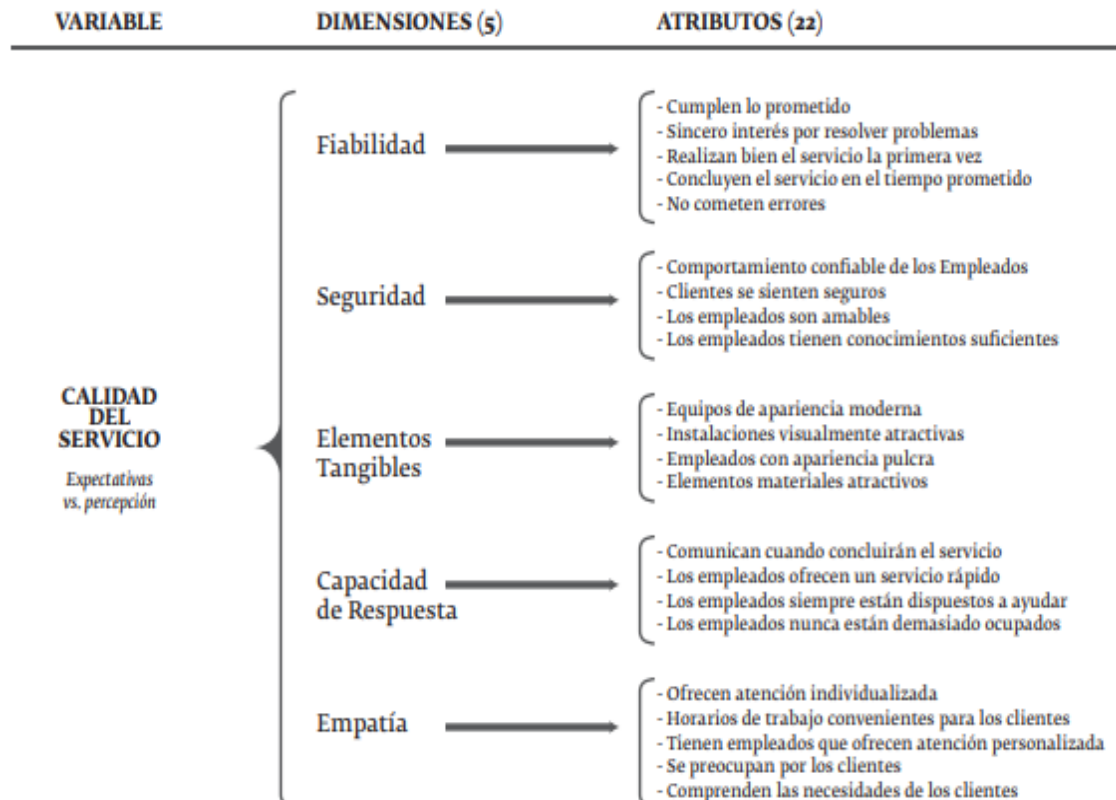 VARIABLE DIMENSIONES (5) ATRIBUTOS (22)
Fiabilidad
- Cumplen lo prometido
- Sincero interés por resolver problemas
- Realizan bien el servicio la primera vez
- Concluyen el servicio en el tiempo prometido
- No cometen errores
Seguridad
- Comportamiento confiable de los Empleados
- Clientes se sienten seguros
- Los empleados son amables
- Los empleados tienen conocimientos suficientes
CALIDAD
DEL
SERVICIO
Expectativas
vs. percepción
Elementos
Tangibles
- Equipos de apariencia moderna
- Instalaciones visualmente atractivas
- Empleados con apariencia pulcra
- Elementos materiales atractivos
Capacidad
de Respuesta
- Comunican cuando concluirán el servicio
- Los empleados ofrecen un servicio rápido
- Los empleados siempre están dispuestos a ayudar
- Los empleados nunca están demasiado ocupados
Empatía
- Ofrecen atención individualizada
- Horarios de trabajo convenientes para los clientes
- Tienen empleados que ofrecen atención personalizada
- Se preocupan por los clientes
- Comprenden las necesidades de los clientes